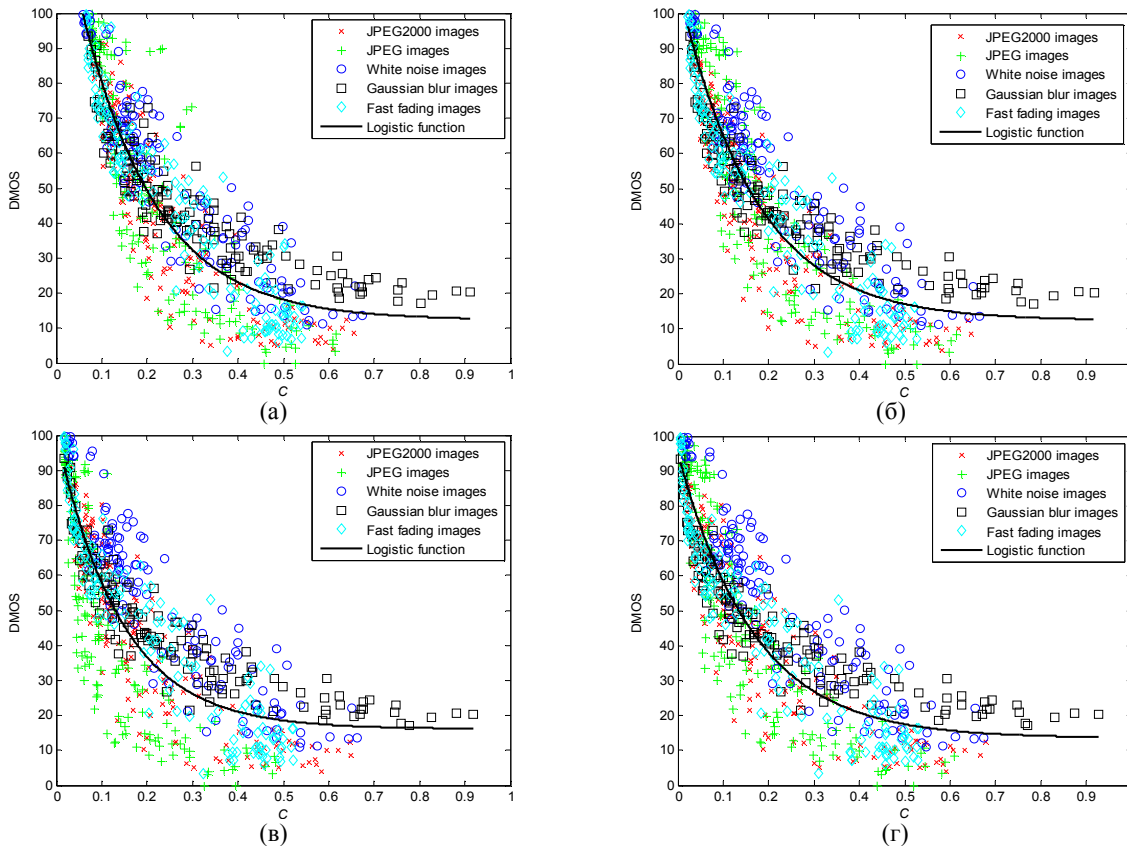 100
90
80
70
60
50
40
30
20
10
0
DMOS
JPEG2000 images
JPEG images
White noise images
Gaussian blur images
Fast fading images
Logistic function
0 0.1 0.2 0.3 0.4 0.5 0.6 0.7 0.8 0.9 1
C
(а)
100
90
80
70
60
50
40
30
20
10
0
DMOS
JPEG2000 images
JPEG images
White noise images
Gaussian blur images
Fast fading images
Logistic function
0 0.1 0.2 0.3 0.4 0.5 0.6 0.7 0.8 0.9
C
(б)
100
90
80
70
60
50
40
30
20
10
0
DMOS
JPEG2000 images
JPEG images
White noise images
Gaussian blur images
Fast fading images
Logistic function
0 0.1 0.2 0.3 0.4 0.5 0.6 0.7 0.8 0.9 1
C
(в)
100
90
80
70
60
50
40
30
20
10
0
DMOS
JPEG2000 images
JPEG images
White noise images
Gaussian blur images
Fast fading images
Logistic function
0 0.1 0.2 0.3 0.4 0.5 0.6 0.7 0.8 0.9
C
(г)